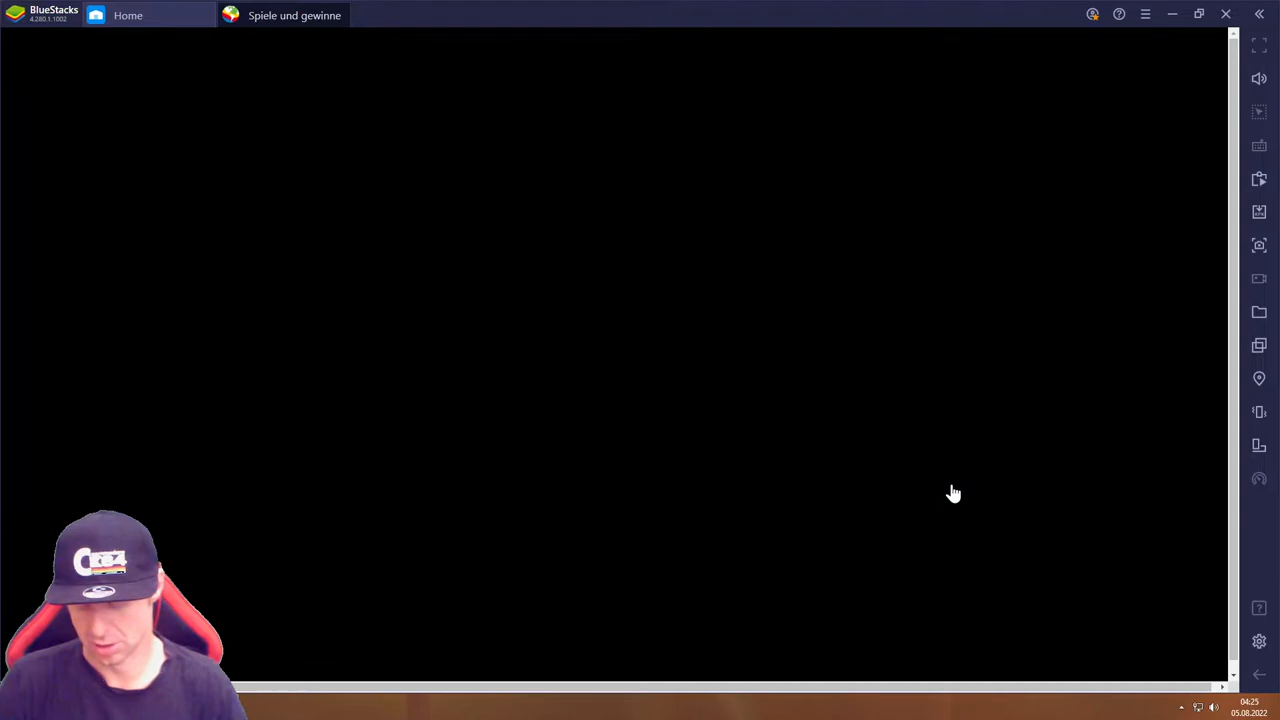 BlueStacks
4.280.1.1002
Home
Spiele und gewinne
04:25
05.08.2022